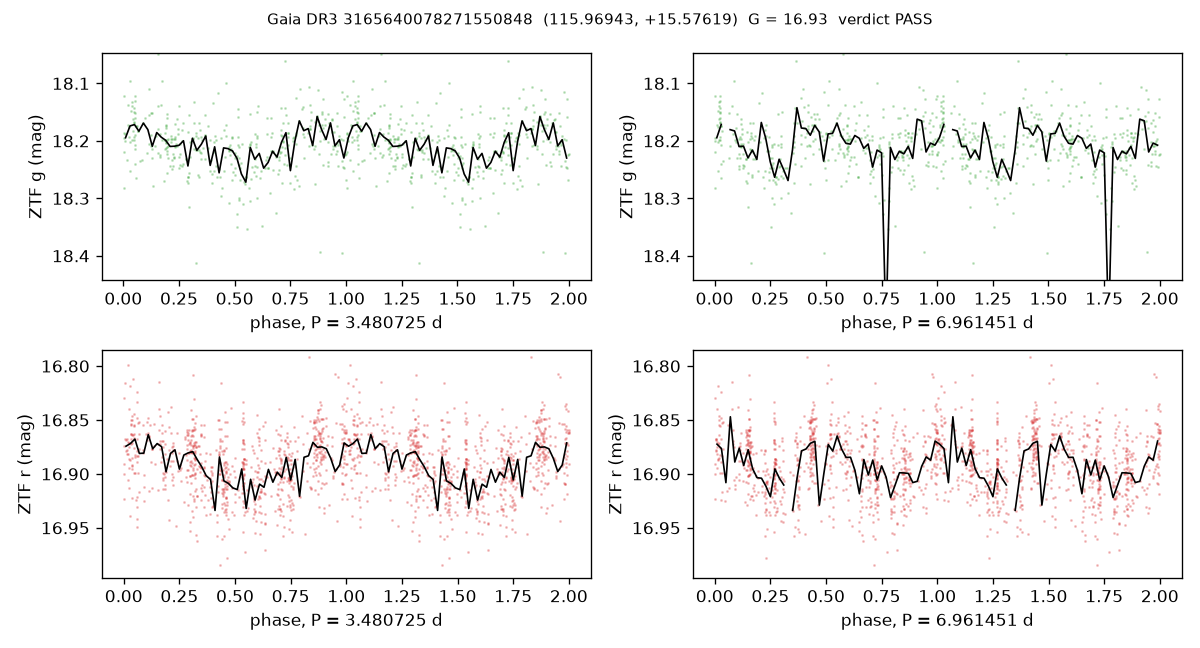 Gaia DR3 3165640078271550848 (115.96943, +15.57619) G = 16.93 verdict PASS
ZTF g (mag)
18.1
18.2
18.3
18.4
0.00 0.25 0.50 0.75 1.00 1.25 1.50 1.75 2.00
phase, P = 3.480725 d
ZTF g (mag)
18.1
18.2
18.3
18.4
0.00 0.25 0.50 0.75 1.00 1.25 1.50 1.75 2.00
phase, P = 6.961451 d
ZTF r (mag)
16.80
16.85
16.90
16.95
0.00 0.25 0.50 0.75 1.00 1.25 1.50 1.75 2.00
phase, P = 3.480725 d
ZTF r (mag)
16.80
16.85
16.90
16.95
0.00 0.25 0.50 0.75 1.00 1.25 1.50 1.75 2.00
phase, P = 6.961451 d